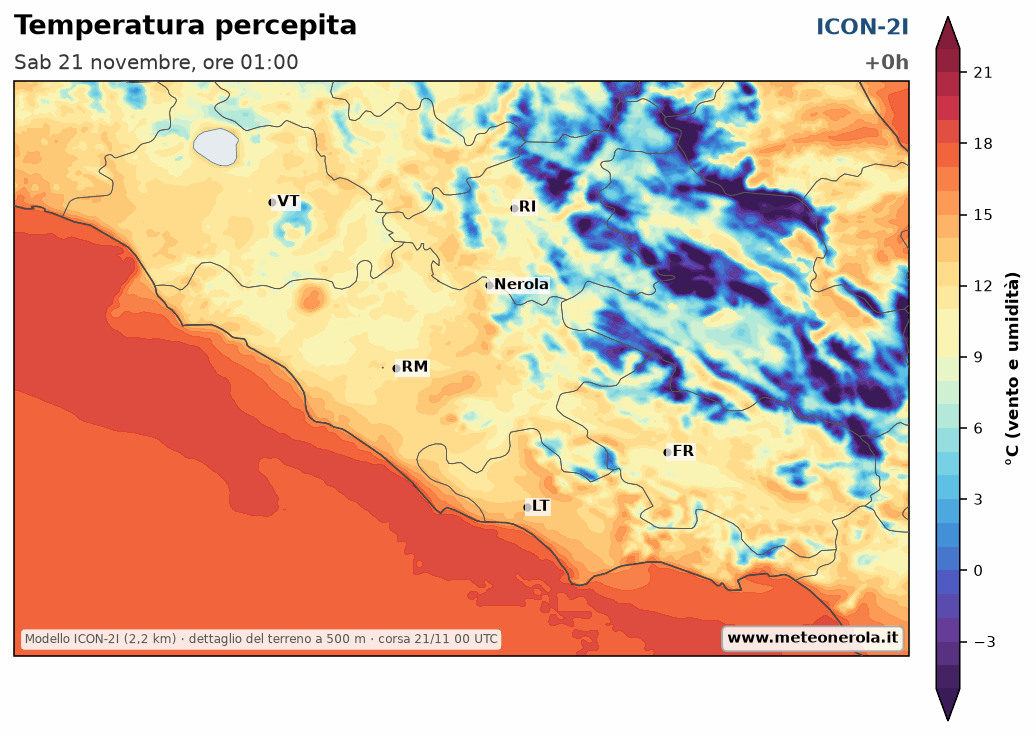 Temperatura percepita
ICON-2I
Sab 21 novembre, ore 01:00
+0h
VT
RI
Nerola
RM
FR
LT
21
18
15
12
9
6
3
0
−3
°C (vento e umidità)
Modello ICON-2I (2,2 km) · dettaglio del terreno a 500 m · corsa 21/11 00 UTC
www.meteonerola.it